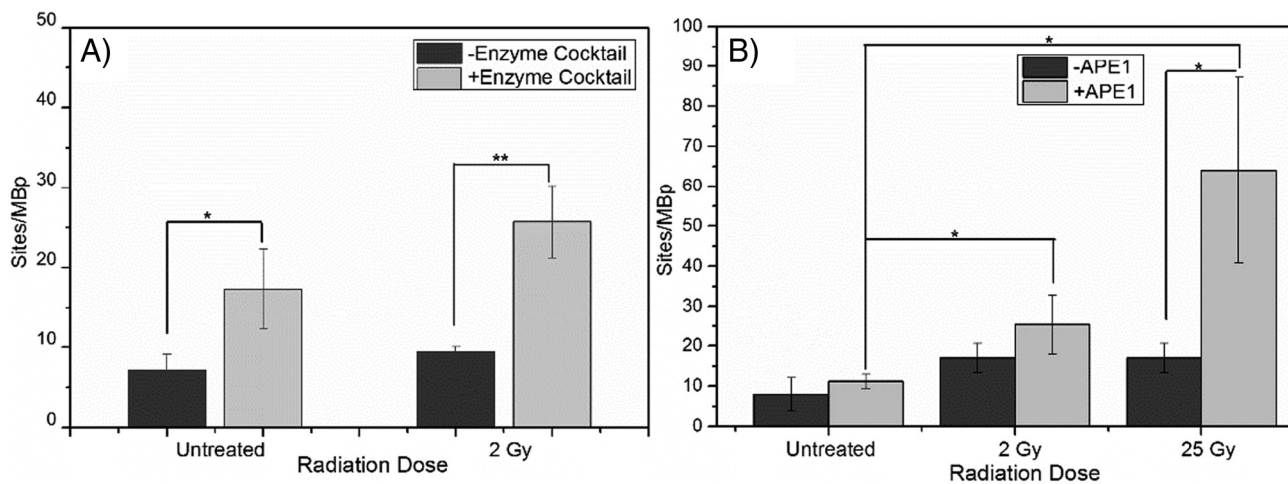 A)
-Enzyme Cocktail
+Enzyme Cocktail
50
40
30
20
10
0
Sites/MBp
*
**
Untreated
2 Gy
Radiation Dose
B)
-APE1
+APE1
100
90
80
70
60
50
40
30
20
10
0
Sites/MBp
*
*
*
Untreated
2 Gy
25 Gy
Radiation Dose